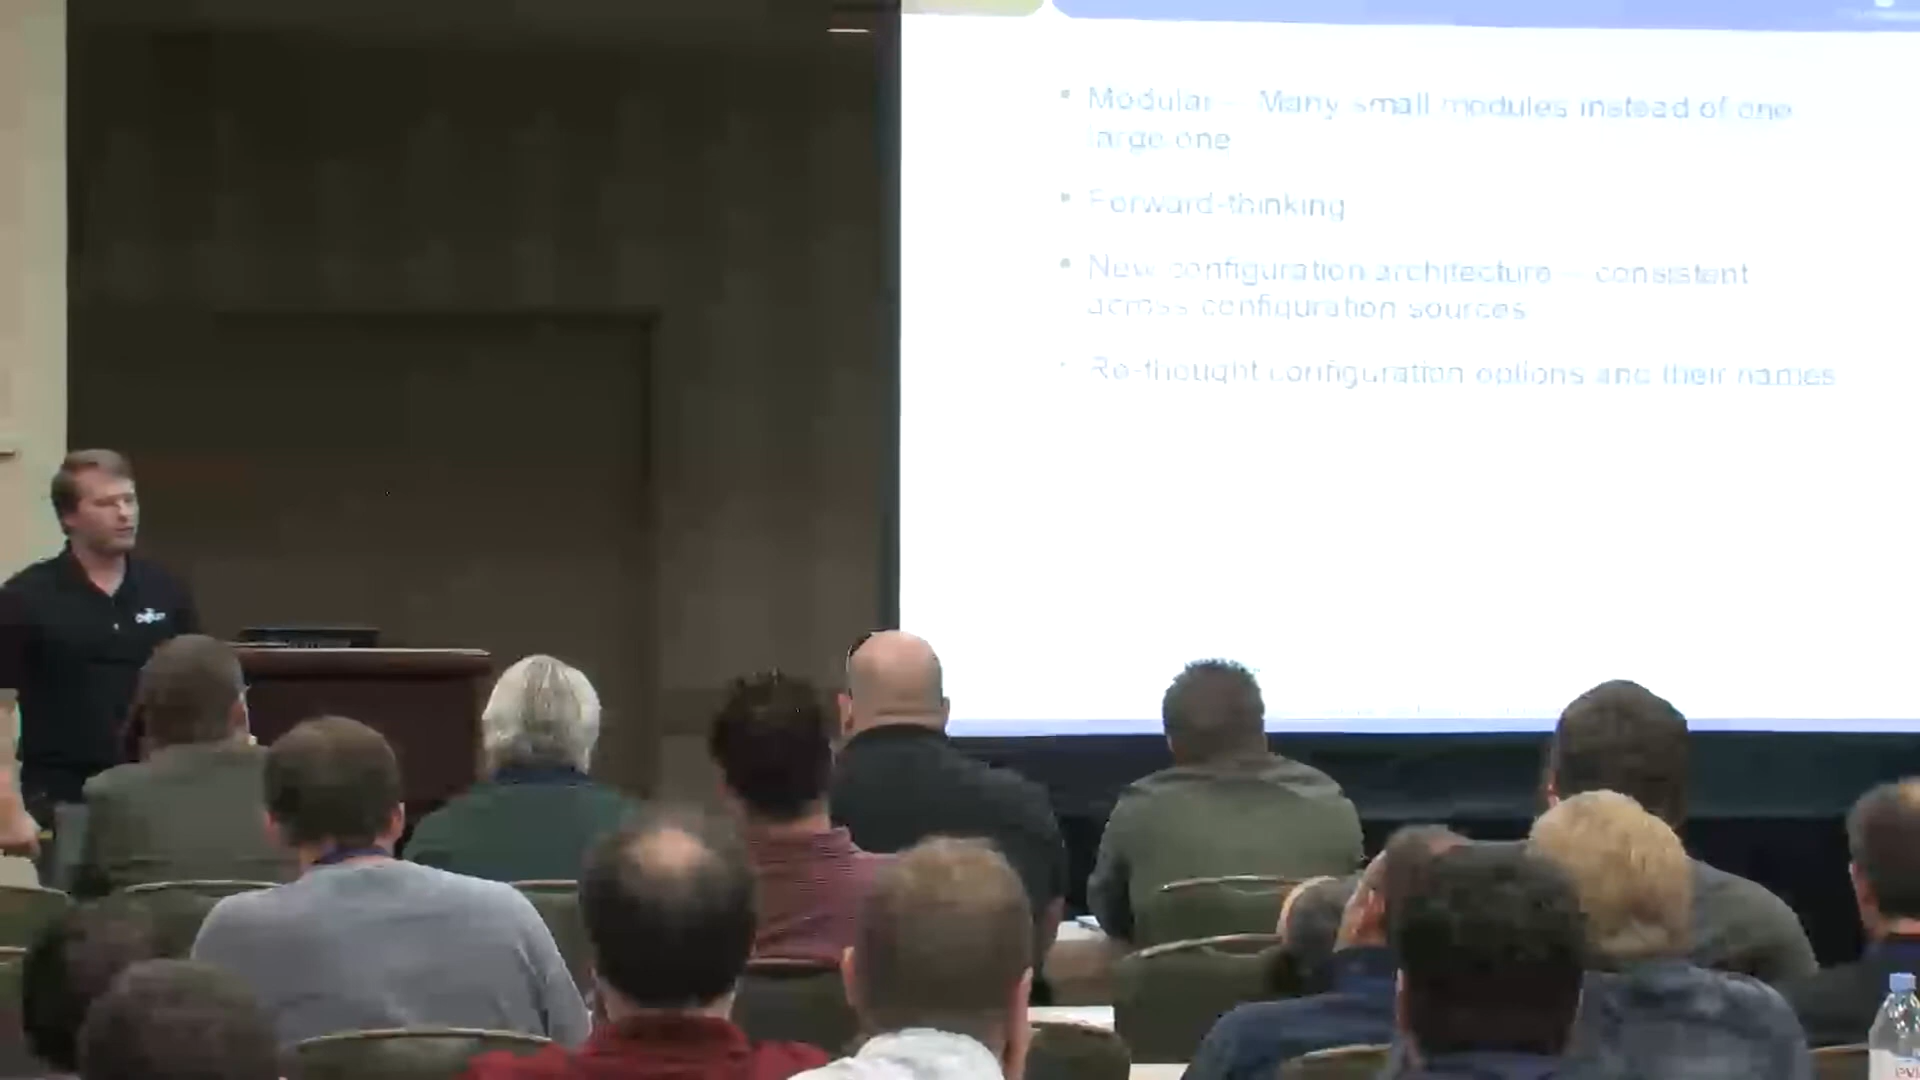 • Modular – Many small modules instead of one
large one
• Forward-thinking
• New configuration architecture – consistent
across configuration sources
• Re-thought configuration options and their names